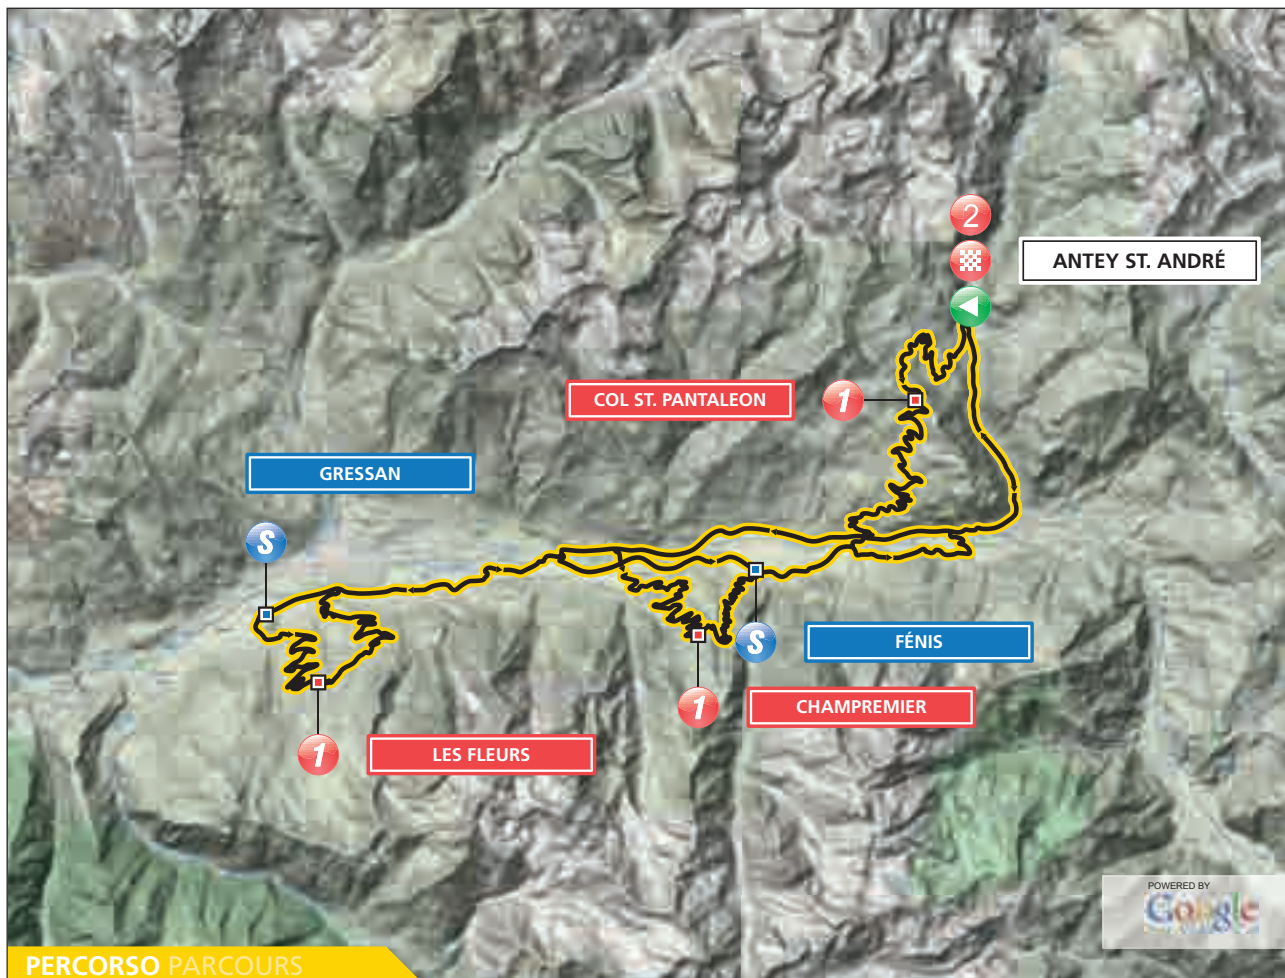 2
ANTEY ST. ANDRÉ
COL ST. PANTALEON
1
GRESSAN
S
S
FÉNIS
1
CHAMPREMIER
1
LES FLEURS
POWERED BY
Google
PERCORSO PARCOURS